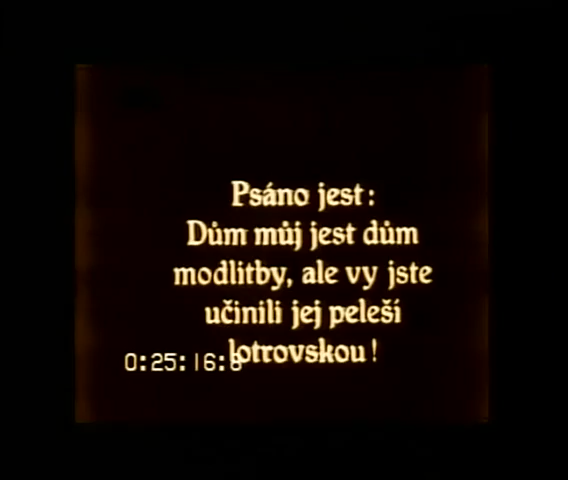 Psáno jest:
Dům můj jest dům
modlitby, ale vy jste
učinili jej peleší
lotrovskou!
0:25:16:8